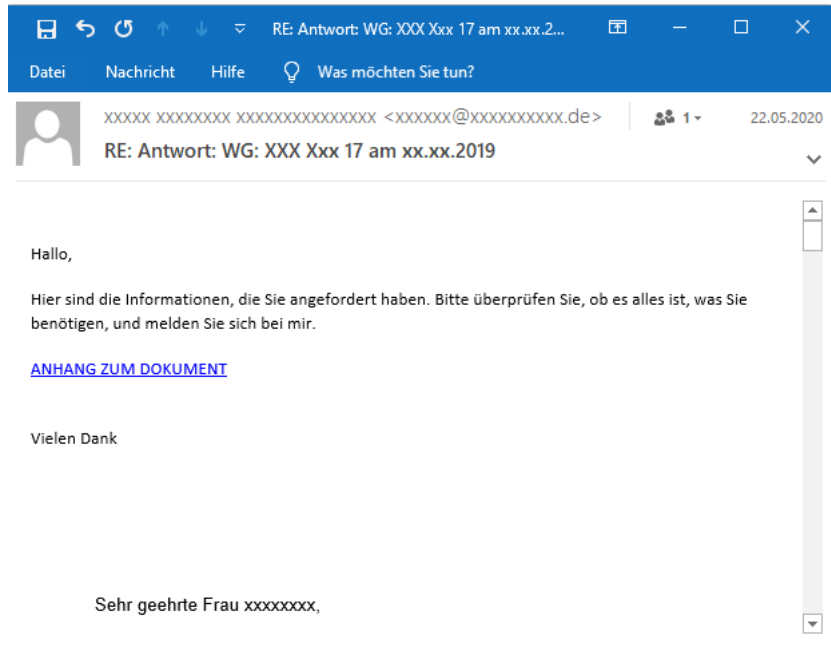 RE: Antwort: WG: XXX Xxx 17 am xx.xx.2...
Datei Nachricht Hilfe Was möchten Sie tun?
xxxxx xxxxxxxx xxxxxxxxxxxxxxx <xxxxxx@xxxxxxxxxx.de> 1 22.05.2020
RE: Antwort: WG: XXX Xxx 17 am xx.xx.2019
Hallo,
Hier sind die Informationen, die Sie angefordert haben. Bitte überprüfen Sie, ob es alles ist, was Sie
benötigen, und melden Sie sich bei mir.
ANHANG ZUM DOKUMENT
Vielen Dank
Sehr geehrte Frau xxxxxxxx,